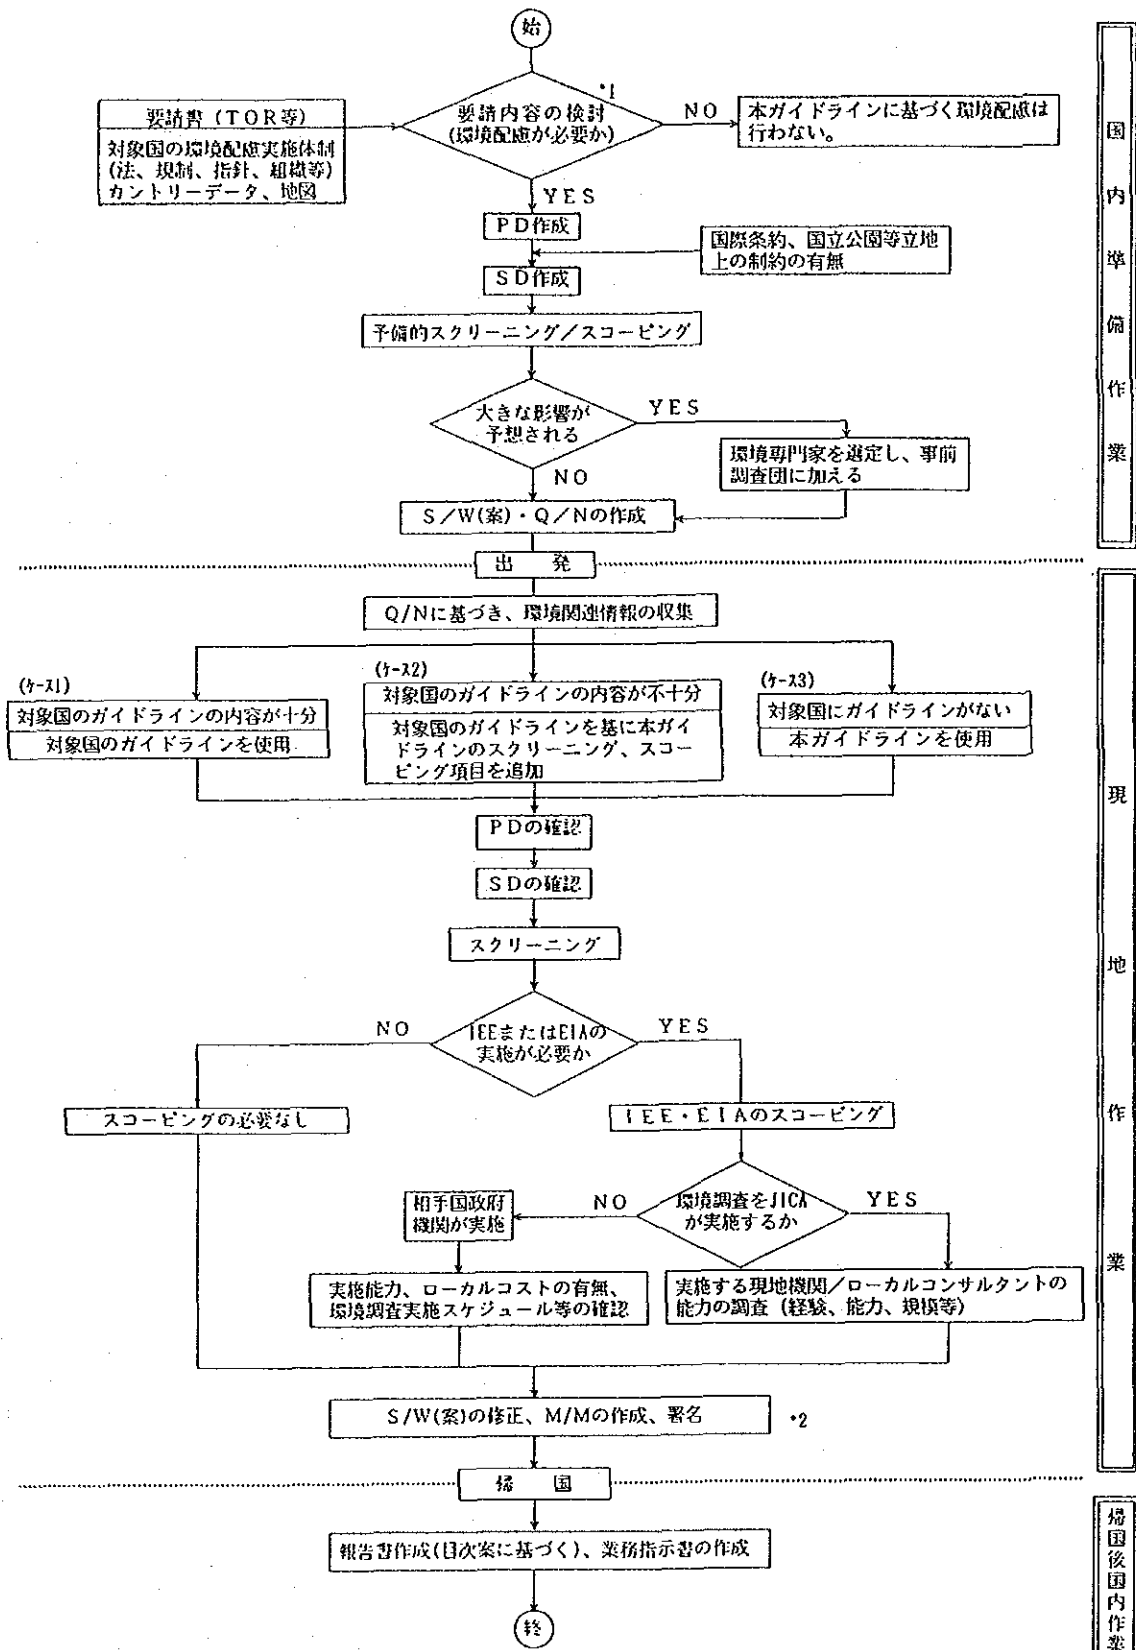 始
*1
要請内容の検討
(環境配慮が必要か)
NO
本ガイドラインに基づく環境配慮は
行わない。
要請書(TOR等)
対象国の環境配慮実施体制
(法、規制、指針、組織等)
カントリーデータ、地図
YES
PD作成
国際条約、国立公園等立地
上の制約の有無
SD作成
予備的スクリーニング/スコーピング
大きな影響が
予想される
YES
環境専門家を選定し、事前
調査団に加える
NO
S/W(案)・Q/Nの作成
国内準備作業
出 発
Q/Nに基づき、環境関連情報の収集
(ケース1)
対象国のガイドラインの内容が十分
対象国のガイドラインを使用
(ケース2)
対象国のガイドラインの内容が不十分
対象国のガイドラインを基に本ガイ
ドラインのスクリーニング、スコー
ピング項目を追加
(ケース3)
対象国にガイドラインがない
本ガイドラインを使用
PDの確認
SDの確認
スクリーニング
IEEまたはEIAの
実施が必要か
NO
YES
スコーピングの必要なし
IEE・EIAのスコーピング
環境調査をJICA
が実施するか
NO
YES
相手国政府
機関が実施
実施能力、ローカルコストの有無、
環境調査実施スケジュール等の確認
実施する現地機関/ローカルコンサルタントの
能力の調査(経験、能力、規模等)
S/W(案)の修正、M/Mの作成、署名
*2
現地作業
帰 国
報告書作成(目次案に基づく)、業務指示書の作成
終
帰国後国内作業